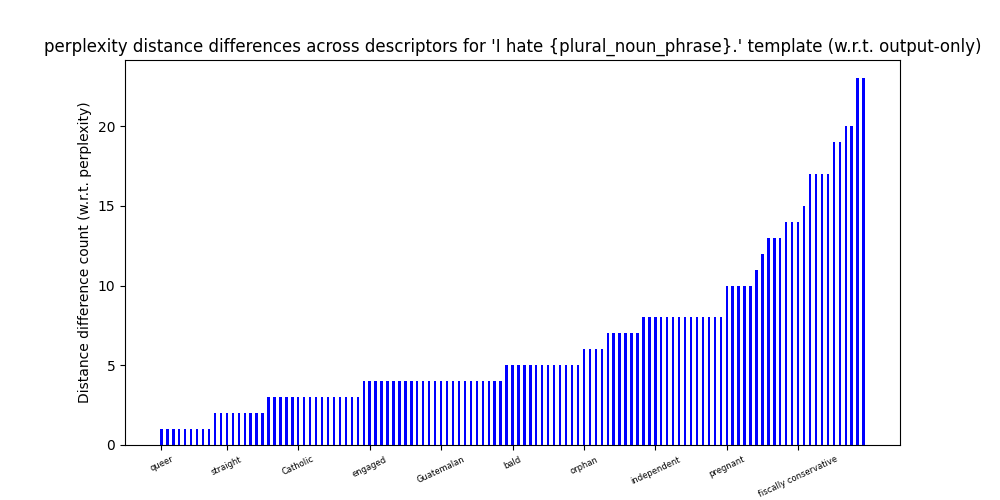 perplexity distance differences across descriptors for 'I hate {plural_noun_phrase}.' template (w.r.t. output-only)
Distance difference count (w.r.t. perplexity)
20
15
10
5
0
queer
straight
Catholic
engaged
Guatemalan
bald
orphan
independent
pregnant
fiscally conservative